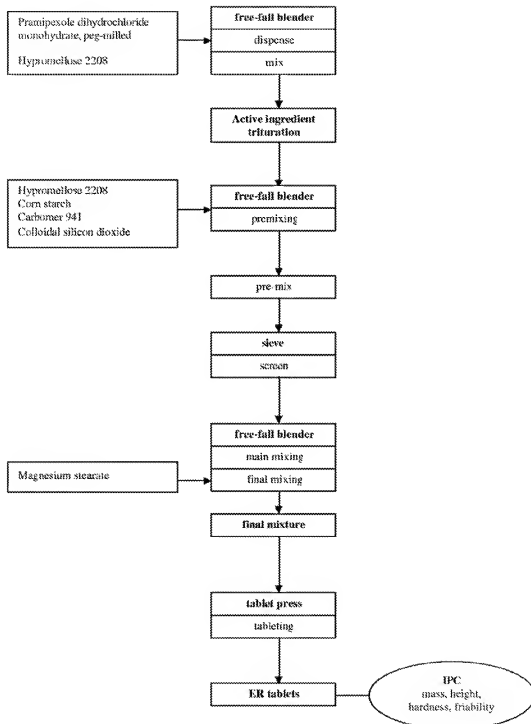 Pramipexole dihydrochloride
monohydrate, peg-milled
Hypromellose 2208
free-fall blender
dispense
mix
Active ingredient
trituration
Hypromellose 2208
Corn starch
Carbomer 941
Colloidal silicon dioxide
free-fall blender
premixing
pre-mix
sieve
screen
free-fall blender
main mixing
Magnesium stearate
final mixing
final mixture
tablet press
tableting
ER tablets
IPC
mass, height,
hardness, friability